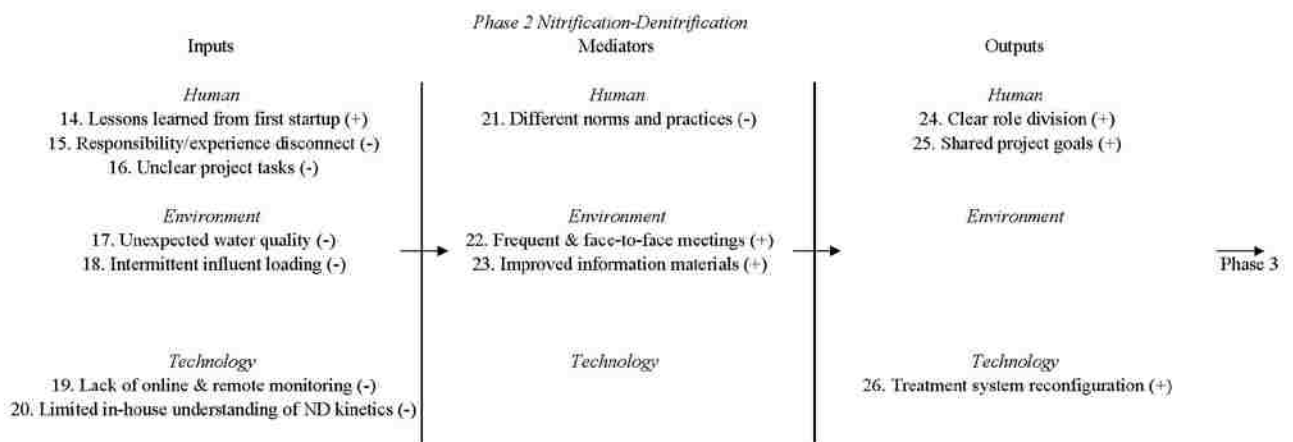 Phase 2 Nitrification-Denitrification
Inputs
Mediators
Outputs
Human
14. Lessons learned from first startup (+)
15. Responsibility/experience disconnect (-)
16. Unclear project tasks (-)
Environment
17. Unexpected water quality (-)
18. Intermittent influent loading (-)
Technology
19. Lack of online & remote monitoring (-)
20. Limited in-house understanding of ND kinetics (-)
Human
21. Different norms and practices (-)
Environment
22. Frequent & face-to-face meetings (+)
23. Improved information materials (+)
Technology
Human
24. Clear role division (+)
25. Shared project goals (+)
Environment
Technology
26. Treatment system reconfiguration (+)
Phase 3